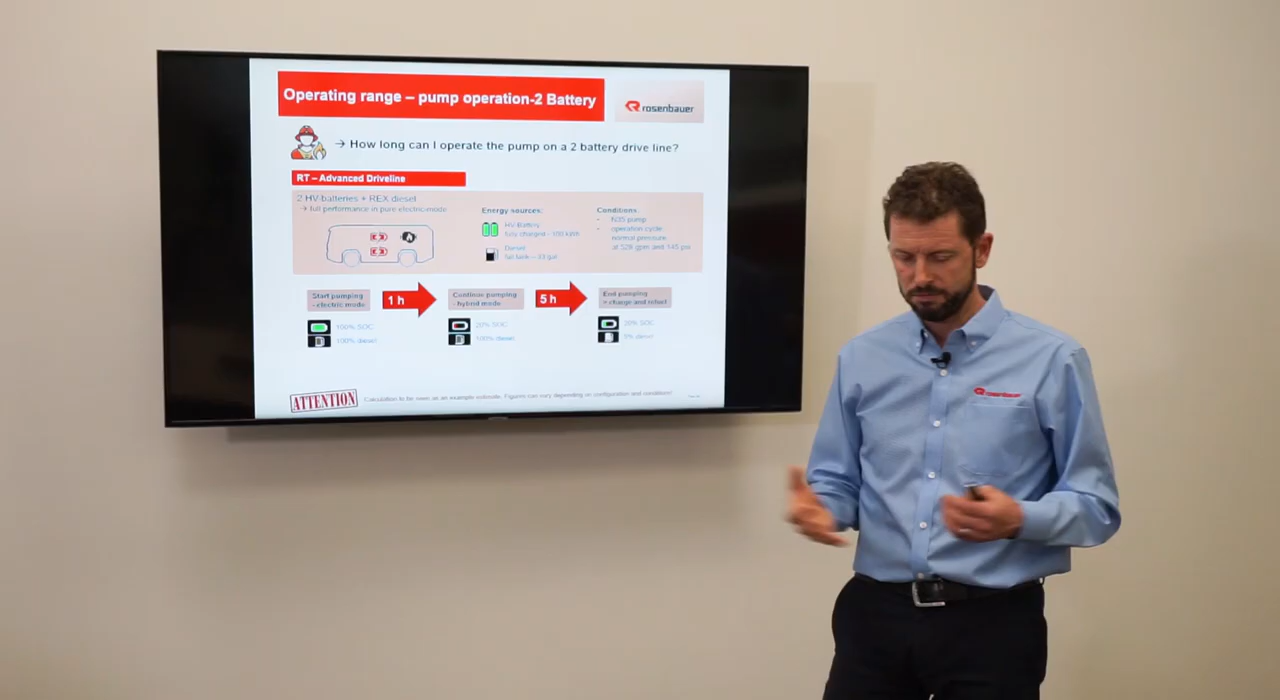 Operating range – pump operation-2 Battery
rosenbauer
→ How long can I operate the pump on a 2 battery drive line?
RT – Advanced Driveline
2 HV-batteries + REX diesel
→ full performance in pure electric mode
Energy sources:
HV-Battery
fully charged – 100 kWh
Diesel
full tank – 33 gal
Conditions:
• N35 pump
• operation cycle:
normal pressure
at 528 gpm and 145 psi
Start pumping
- electric mode
1 h
Continue pumping
- hybrid mode
5 h
End pumping
> charge and refuel
100% SOC
100% diesel
20% SOC
100% diesel
20% SOC
5% diesel
ATTENTION
Calculation to be seen as an example estimate. Figures can vary depending on configuration and conditions!
rosenbauer